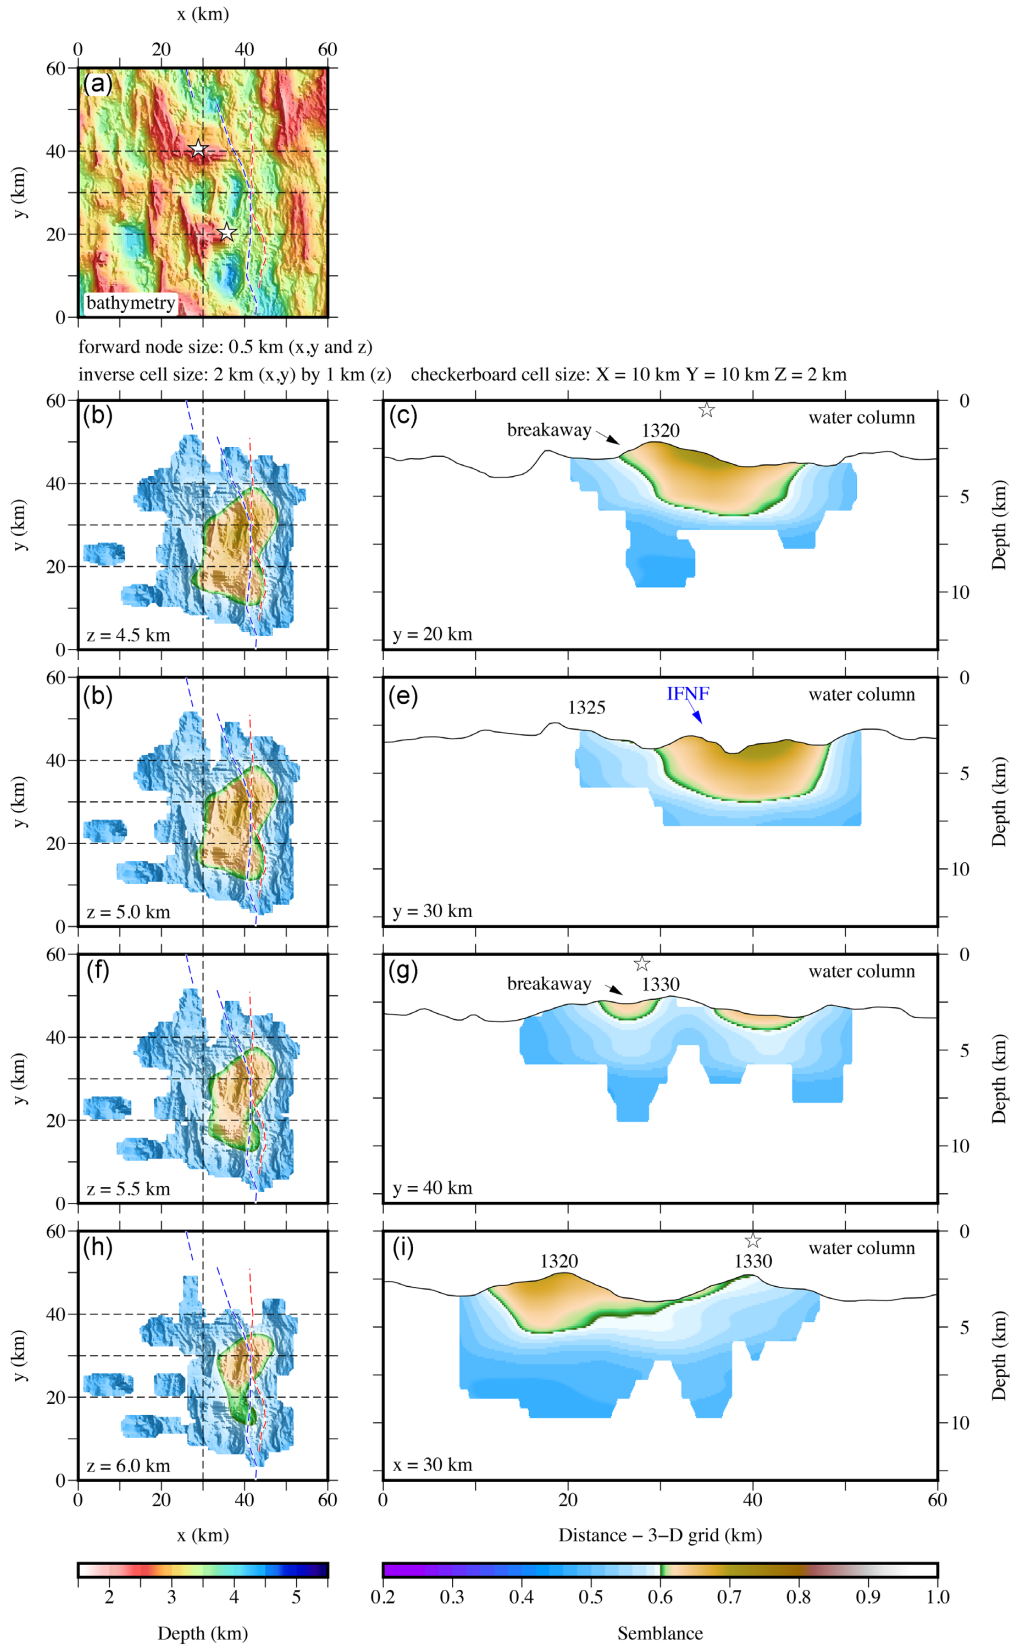 x (km)
0 20 40 60
(a)
60
40
20
0
y (km)
bathymetry
forward node size: 0.5 km (x,y and z)
inverse cell size: 2 km (x,y) by 1 km (z) checkerboard cell size: X = 10 km Y = 10 km Z = 2 km
(b)
60
40
20
0
y (km)
z = 4.5 km
(c)
breakaway
1320
water column
y = 20 km
0
5
10
Depth (km)
(b)
60
40
20
0
y (km)
z = 5.0 km
(e)
1325
IFNF
water column
y = 30 km
0
5
10
Depth (km)
(f)
60
40
20
0
y (km)
z = 5.5 km
(g)
breakaway
1330
water column
y = 40 km
0
5
10
Depth (km)
(h)
60
40
20
0
y (km)
z = 6.0 km
0 20 40 60
x (km)
(i)
1320
1330
water column
x = 30 km
0
5
10
Depth (km)
0 20 40 60
Distance − 3−D grid (km)
2 3 4 5
Depth (km)
0.2 0.3 0.4 0.5 0.6 0.7 0.8 0.9 1.0
Semblance